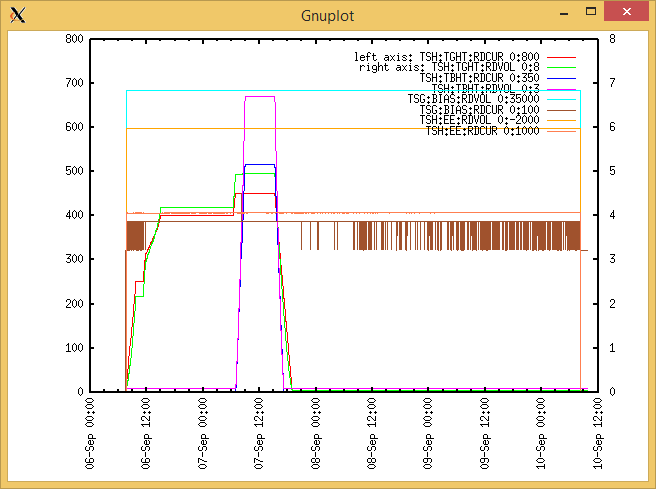 Gnuplot
800
700
600
500
400
300
200
100
0
8
7
6
5
4
3
2
1
0
left axis: TSH:TGHT:RDCUR 0:800
right axis: TSH:TGHT:RDVOL 0:8
TSH:TBHT:RDCUR 0:350
TSH:TBHT:RDVOL 0:3
TSG:BIAS:RDVOL 0:35000
TSG:BIAS:RDCUR 0:100
TSH:EE:RDVOL 0:-2000
TSH:EE:RDCUR 0:1000
06-Sep 00:00
06-Sep 12:00
07-Sep 00:00
07-Sep 12:00
08-Sep 00:00
08-Sep 12:00
09-Sep 00:00
09-Sep 12:00
10-Sep 00:00
10-Sep 12:00